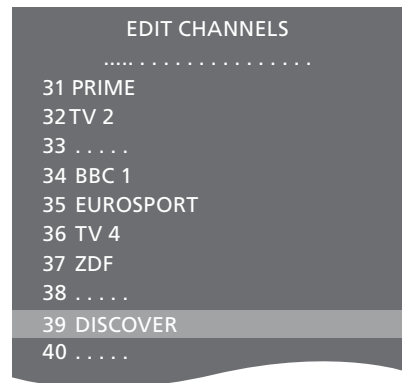 EDIT CHANNELS
..... . . . . . . . . . . . . . . .
31 PRIME
32 TV 2
33 . . . . .
34 BBC 1
35 EUROSPORT
36 TV 4
37 ZDF
38 . . . . .
39 DISCOVER
40 . . . . .